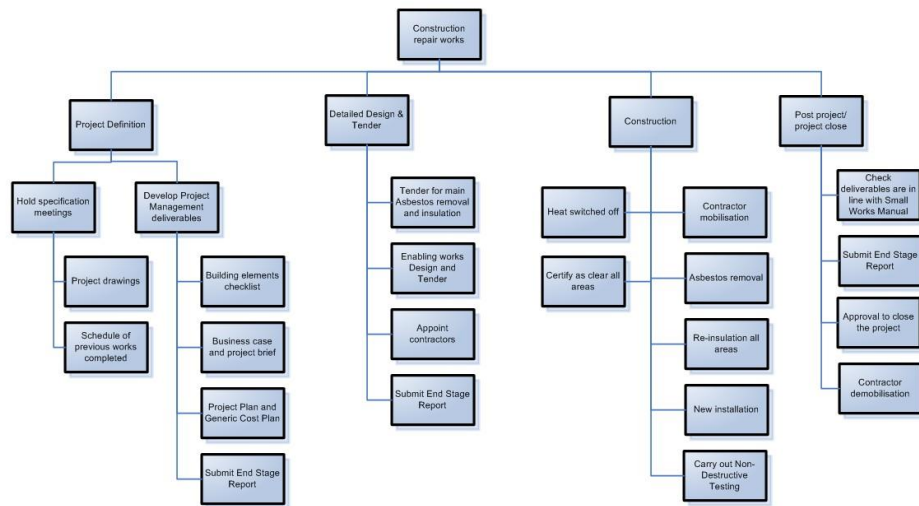 Construction
repair works
Project Definition
Detailed Design &
Tender
Construction
Post project/
project close
Hold specification
meetings
Develop Project
Management
deliverables
Project drawings
Schedule of
previous works
completed
Building elements
checklist
Business case
and project brief
Project Plan and
Generic Cost Plan
Submit End Stage
Report
Tender for main
Asbestos removal
and insulation
Enabling works
Design and
Tender
Appoint
contractors
Submit End Stage
Report
Heat switched off
Contractor
mobilisation
Certify as clear all
areas
Asbestos removal
Re-insulation all
areas
New installation
Carry out Non-
Destructive
Testing
Check
deliverables are in
line with Small
Works Manual
Submit End Stage
Report
Approval to close
the project
Contractor
demobilisation